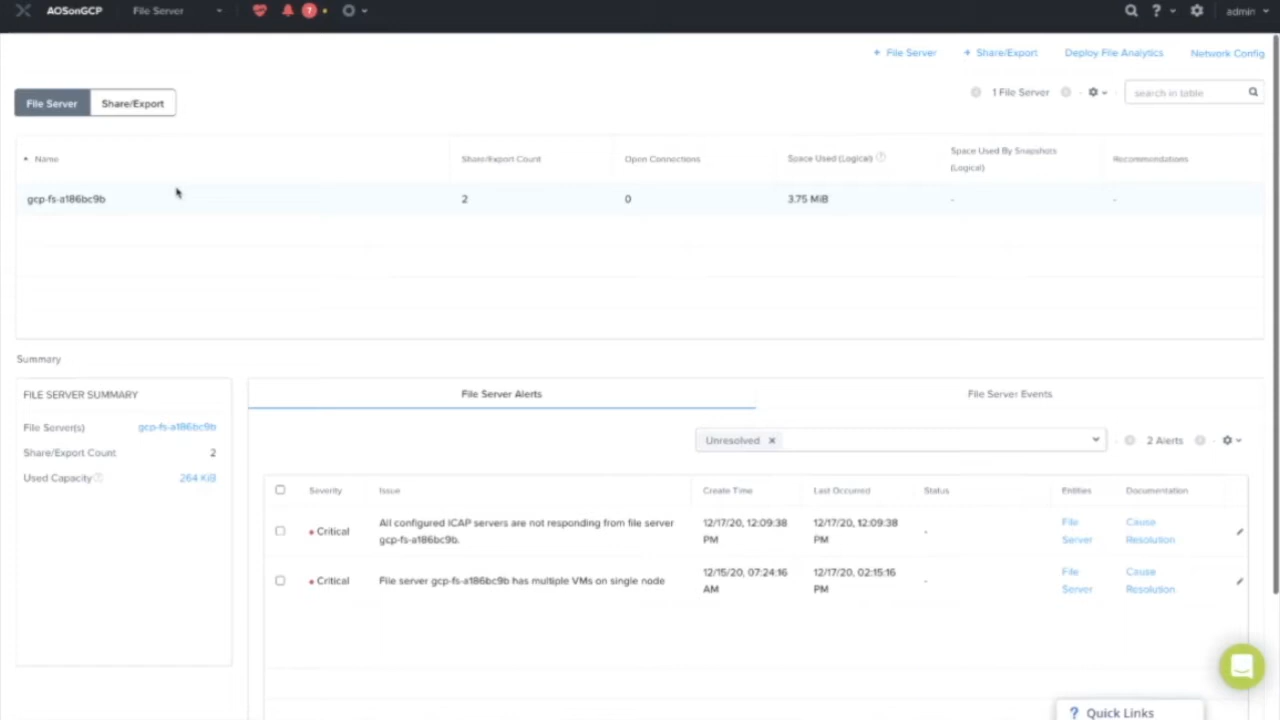 AOSonGCP File Server ? ? admin
+ File Server + Share/Export Deploy File Analytics Network Config
File Server Share/Export 1 File Server search in table
Name Share/Export Count Open Connections Space Used (Logical) ? Space Used By Snapshots (Logical) Recommendations
gcp-fs-a186bc9b 2 0 3.75 MiB - -
Summary
FILE SERVER SUMMARY
File Server(s) gcp-fs-a186bc9b
Share/Export Count 2
Used Capacity ? 264 KiB
File Server Alerts File Server Events
Unresolved × 2 Alerts
Severity Issue Create Time Last Occurred Status Entities Documentation
Critical All configured ICAP servers are not responding from file server gcp-fs-a186bc9b. 12/17/20, 12:09:38 PM 12/17/20, 12:09:38 PM - File Server Cause Resolution
Critical File server gcp-fs-a186bc9b has multiple VMs on single node 12/15/20, 07:24:16 AM 12/17/20, 02:15:16 PM - File Server Cause Resolution
? Quick Links